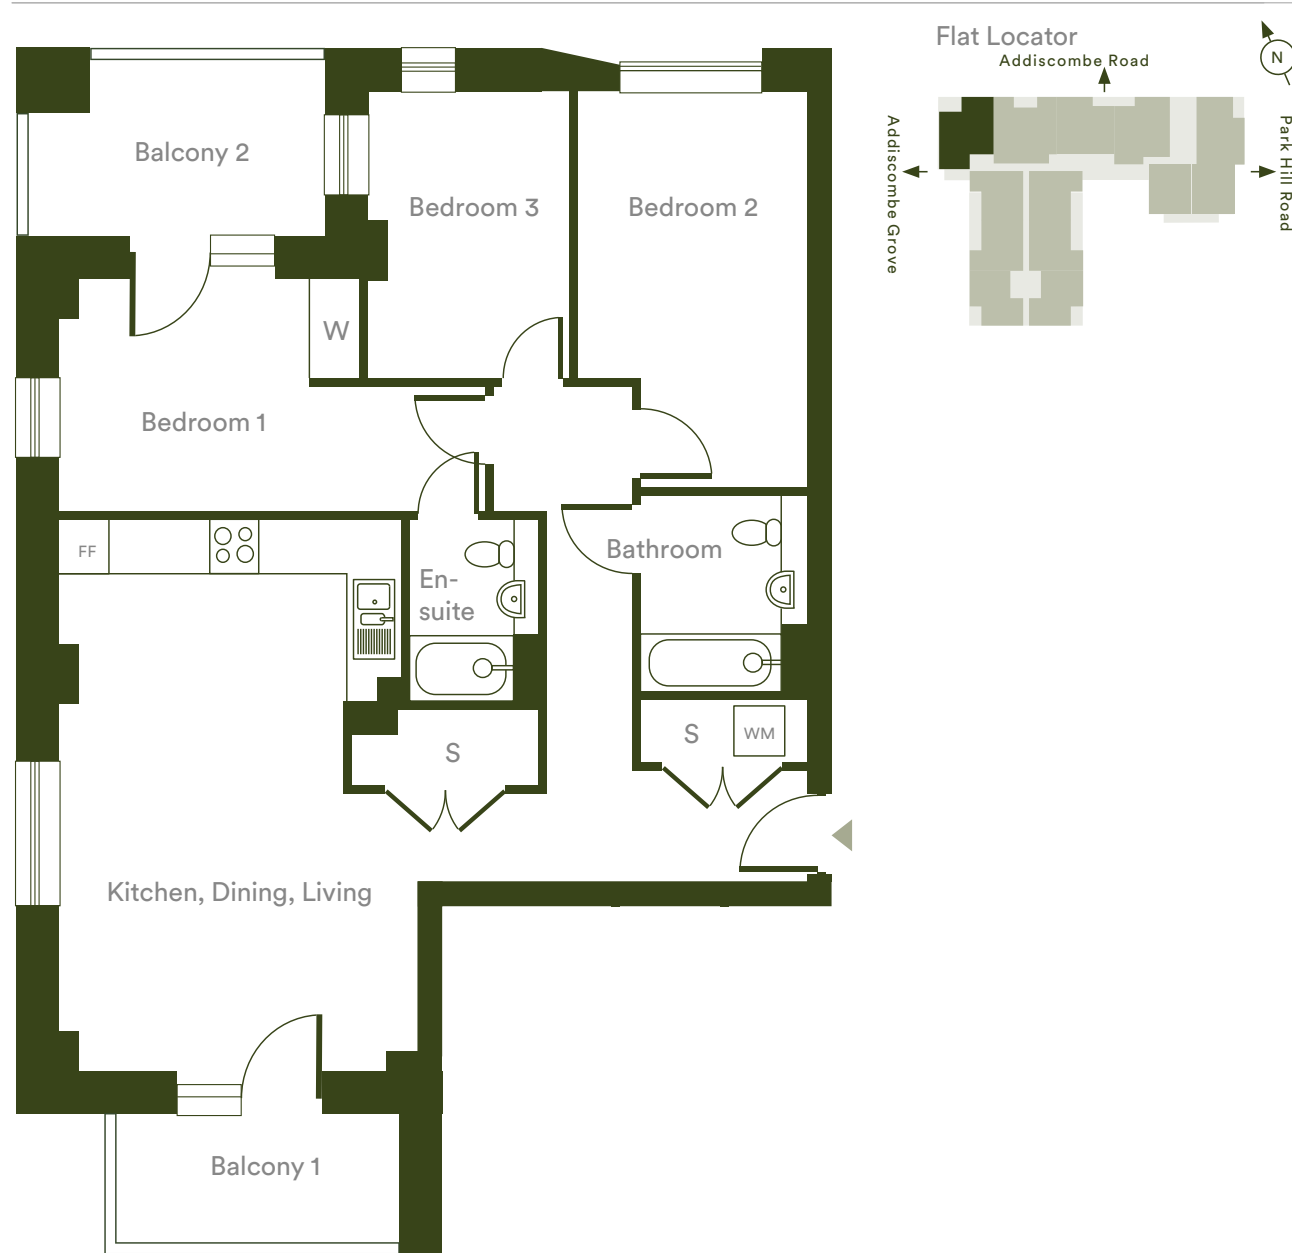 Flat Locator
Addiscombe Road
N
Addiscombe Grove
Park Hill Road
Balcony 2
Bedroom 3
Bedroom 2
W
Bedroom 1
FF
En-
suite
Bathroom
S
S
WM
Kitchen, Dining, Living
Balcony 1